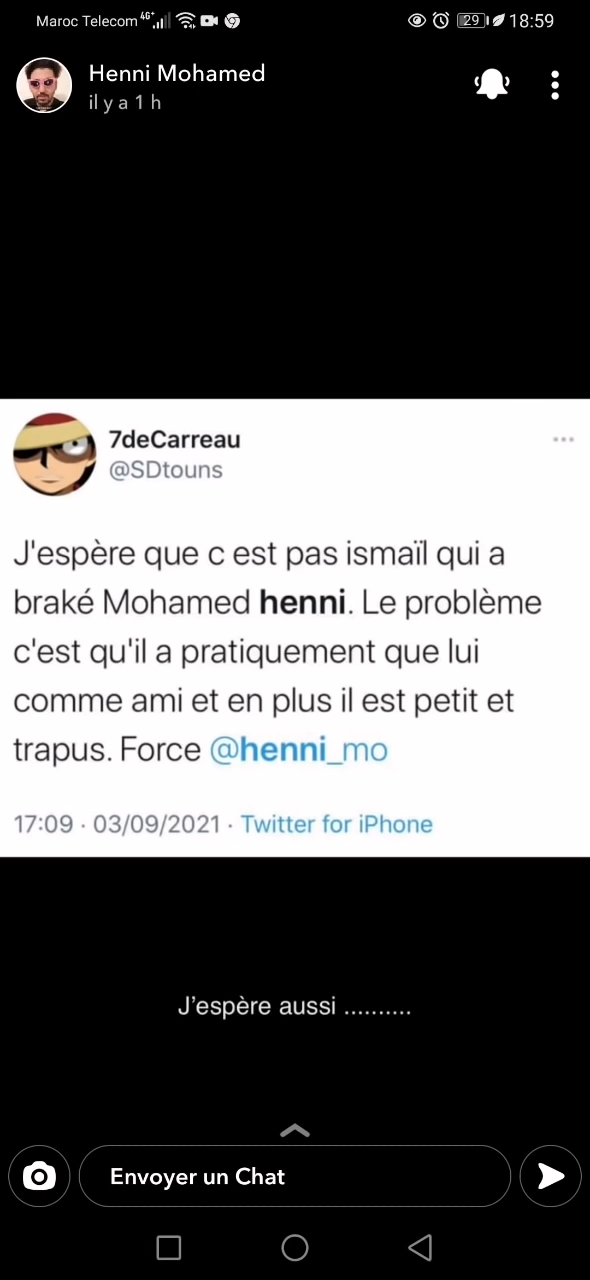 Maroc Telecom 4G+ 29 18:59
Henni Mohamed
il y a 1 h
7deCarreau
@SDtouns
J'espère que c est pas ismaïl qui a
braké Mohamed henni. Le problème
c'est qu'il a pratiquement que lui
comme ami et en plus il est petit et
trapus. Force @henni_mo
17:09 · 03/09/2021 · Twitter for iPhone
J'espère aussi ..........
Envoyer un Chat